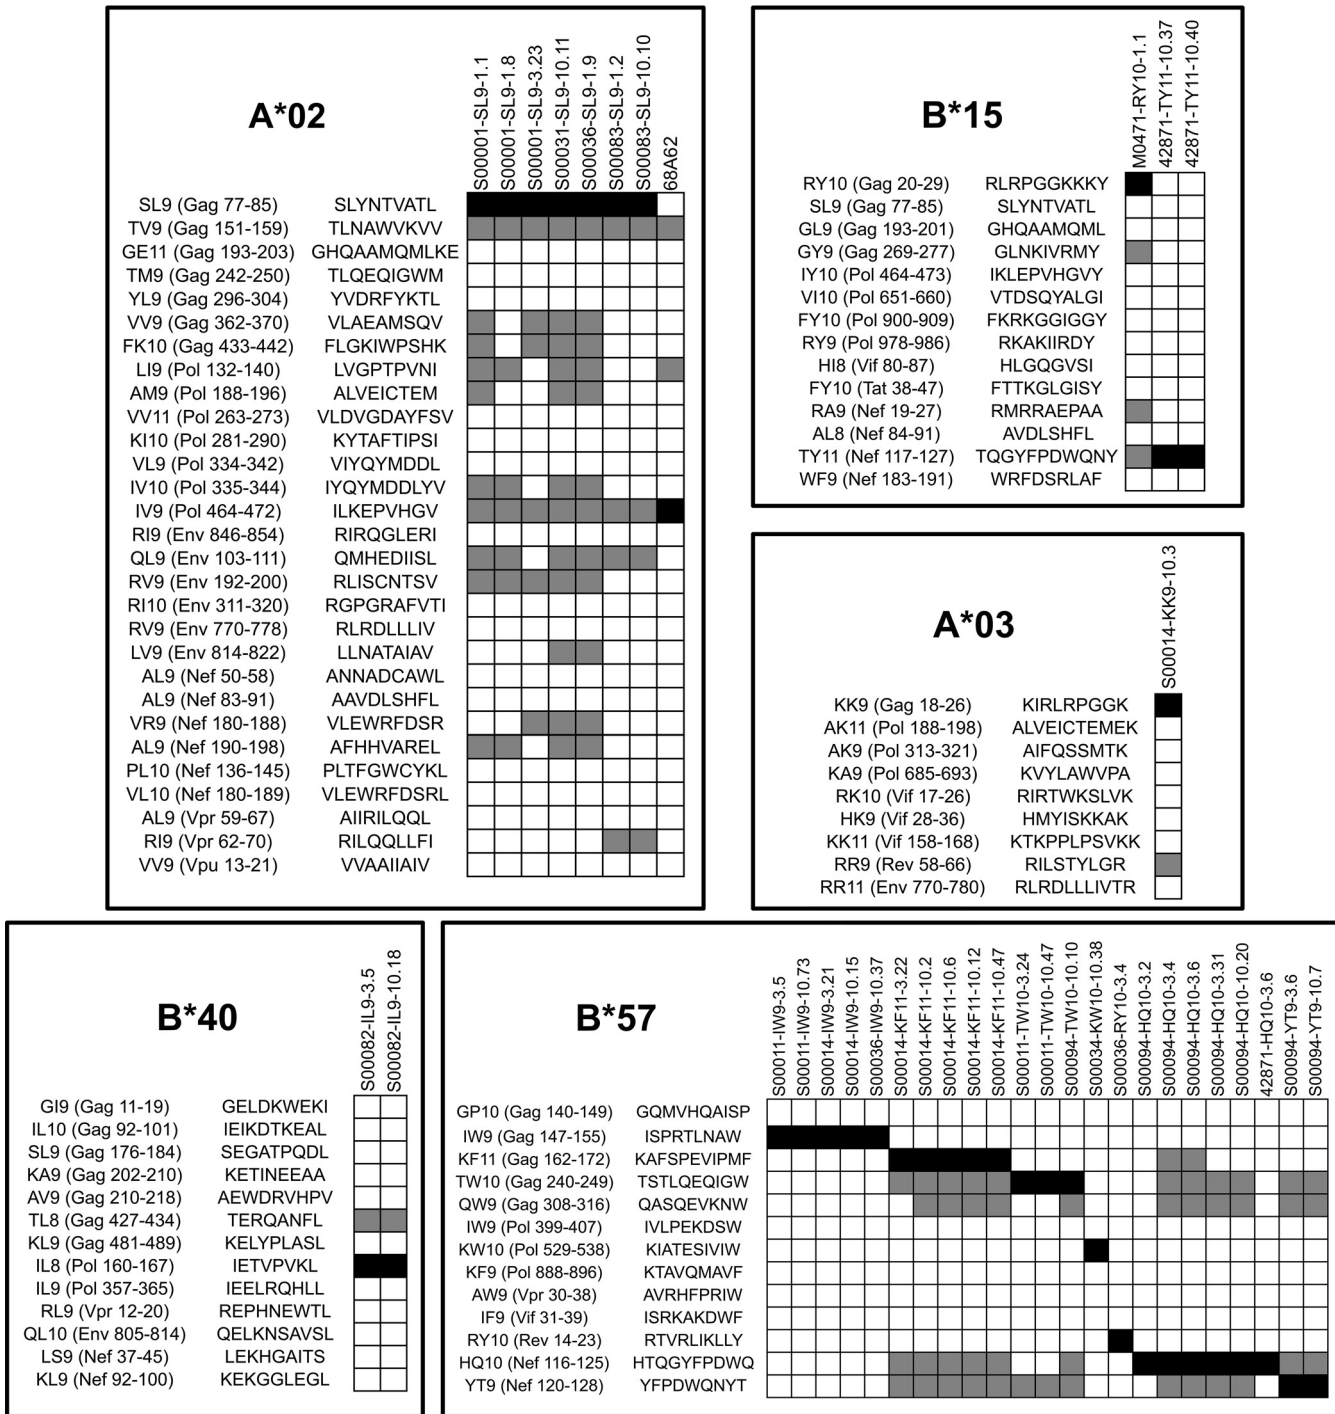 A*02
S00001-SL9-1.1
S00001-SL9-1.8
S00001-SL9-3.23
S00031-SL9-10.11
S00036-SL9-1.9
S00083-SL9-1.2
S00083-SL9-10.10
68A62
SL9 (Gag 77-85) SLYNTVATL
TV9 (Gag 151-159) TLNAWVKVV
GE11 (Gag 193-203) GHQAAMQMLKE
TM9 (Gag 242-250) TLQEQIGWM
YL9 (Gag 296-304) YVDRFYKTL
VV9 (Gag 362-370) VLAEAMSQV
FK10 (Gag 433-442) FLGKIWPSHK
LI9 (Pol 132-140) LVGPTPVNI
AM9 (Pol 188-196) ALVEICTEM
VV11 (Pol 263-273) VLDVGDAYFSV
KI10 (Pol 281-290) KYTAFTIPSI
VL9 (Pol 334-342) VIYQYMDDL
IV10 (Pol 335-344) IYQYMDDLYV
IV9 (Pol 464-472) ILKEPVHGV
RI9 (Env 846-854) RIRQGLERI
QL9 (Env 103-111) QMHEDIISL
RV9 (Env 192-200) RLISCNTSV
RI10 (Env 311-320) RGPGRAFVTI
RV9 (Env 770-778) RLRDLLLIV
LV9 (Env 814-822) LLNATAIAV
AL9 (Nef 50-58) ANNADCAWL
AL9 (Nef 83-91) AAVDLSHFL
VR9 (Nef 180-188) VLEWRFDSR
AL9 (Nef 190-198) AFHHVAREL
PL10 (Nef 136-145) PLTFGWCYKL
VL10 (Nef 180-189) VLEWRFDSRL
AL9 (Vpr 59-67) AIIRILQQL
RI9 (Vpr 62-70) RILQQLLFI
VV9 (Vpu 13-21) VVAAIIAIV
B*15
M0471-RY10-1.1
42871-TY11-10.37
42871-TY11-10.40
RY10 (Gag 20-29) RLRPGGKKKY
SL9 (Gag 77-85) SLYNTVATL
GL9 (Gag 193-201) GHQAAMQML
GY9 (Gag 269-277) GLNKIVRMY
IY10 (Pol 464-473) IKLEPVHGVY
VI10 (Pol 651-660) VTDSQYALGI
FY10 (Pol 900-909) FKRKGGIGGY
RY9 (Pol 978-986) RKAKIIRDY
HI8 (Vif 80-87) HLGQGVSI
FY10 (Tat 38-47) FTTKGLGISY
RA9 (Nef 19-27) RMRRAEPAA
AL8 (Nef 84-91) AVDLSHFL
TY11 (Nef 117-127) TQGYFPDWQNY
WF9 (Nef 183-191) WRFDSRLAF
A*03
S00014-KK9-10.3
KK9 (Gag 18-26) KIRLRPGGK
AK11 (Pol 188-198) ALVEICTEMEK
AK9 (Pol 313-321) AIFQSSMTK
KA9 (Pol 685-693) KVYLAWVPA
RK10 (Vif 17-26) RIRTWKSLVK
HK9 (Vif 28-36) HMYISKKAK
KK11 (Vif 158-168) KTKPPLPSVKK
RR9 (Rev 58-66) RILSTYLGR
RR11 (Env 770-780) RLRDLLLIVTR
B*40
S00082-IL9-3.5
S00082-IL9-10.18
GI9 (Gag 11-19) GELDKWEKI
IL10 (Gag 92-101) IEIKDTKEAL
SL9 (Gag 176-184) SEGATPQDL
KA9 (Gag 202-210) KETINEEAA
AV9 (Gag 210-218) AEWDRVHPV
TL8 (Gag 427-434) TERQANFL
KL9 (Gag 481-489) KELYPLASL
IL8 (Pol 160-167) IETVPVKL
IL9 (Pol 357-365) IEELRQHLL
RL9 (Vpr 12-20) REPHNEWTL
QL10 (Env 805-814) QELKNSAVSL
LS9 (Nef 37-45) LEKHGAITS
KL9 (Nef 92-100) KEKGGLEGL
B*57
S00011-IW9-3.5
S00011-IW9-10.73
S00014-IW9-3.21
S00014-IW9-10.15
S00036-IW9-10.37
S00014-KF11-3.22
S00014-KF11-10.2
S00014-KF11-10.6
S00014-KF11-10.12
S00014-KF11-10.47
S00011-TW10-3.24
S00011-TW10-10.47
S00094-TW10-10.10
S00034-KW10-10.38
S00036-RY10-3.4
S00094-HQ10-3.2
S00094-HQ10-3.4
S00094-HQ10-3.6
S00094-HQ10-3.31
S00094-HQ10-10.20
42871-HQ10-3.6
S00094-YT9-3.6
S00094-YT9-10.7
GP10 (Gag 140-149) GQMVHQAISP
IW9 (Gag 147-155) ISPRTLNAW
KF11 (Gag 162-172) KAFSPEVIPMF
TW10 (Gag 240-249) TSTLQEQIGW
QW9 (Gag 308-316) QASQEVKNW
IW9 (Pol 399-407) IVLPEKDSW
KW10 (Pol 529-538) KIATESIVIW
KF9 (Pol 888-896) KTAVQMAVF
AW9 (Vpr 30-38) AVRHFPRIW
IF9 (Vif 31-39) ISRKAKDWF
RY10 (Rev 14-23) RTVRLIKLLY
HQ10 (Nef 116-125) HTQGYFPDWQ
YT9 (Nef 120-128) YFPDWQNYT